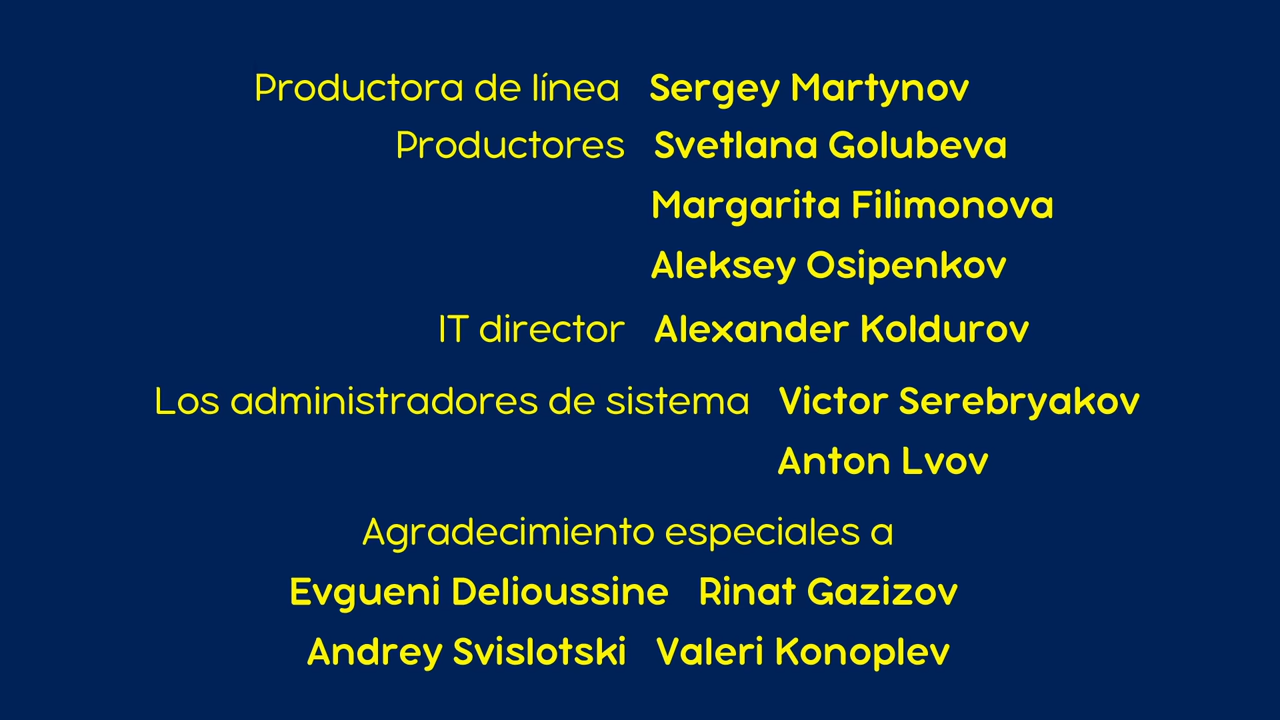 Productora de línea Sergey Martynov
Productores Svetlana Golubeva
Margarita Filimonova
Aleksey Osipenkov
IT director Alexander Koldurov
Los administradores de sistema Victor Serebryakov
Anton Lvov
Agradecimiento especiales a
Evgueni Delioussine Rinat Gazizov
Andrey Svislotski Valeri Konoplev